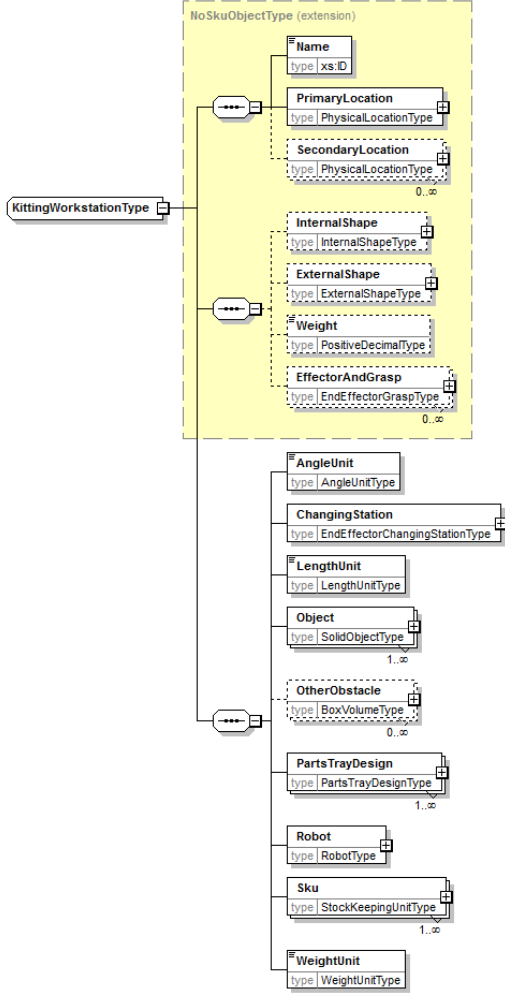 NoSkuObjectType (extension)
Name
type xs:ID
PrimaryLocation
type PhysicalLocationType
SecondaryLocation
type PhysicalLocationType
0..∞
KittingWorkstationType
InternalShape
type InternalShapeType
ExternalShape
type ExternalShapeType
Weight
type PositiveDecimalType
EffectorAndGrasp
type EndEffectorGraspType
0..∞
AngleUnit
type AngleUnitType
ChangingStation
type EndEffectorChangingStationType
LengthUnit
type LengthUnitType
Object
type SolidObjectType
1..∞
OtherObstacle
type BoxVolumeType
0..∞
PartsTrayDesign
type PartsTrayDesignType
1..∞
Robot
type RobotType
Sku
type StockKeepingUnitType
1..∞
WeightUnit
type WeightUnitType